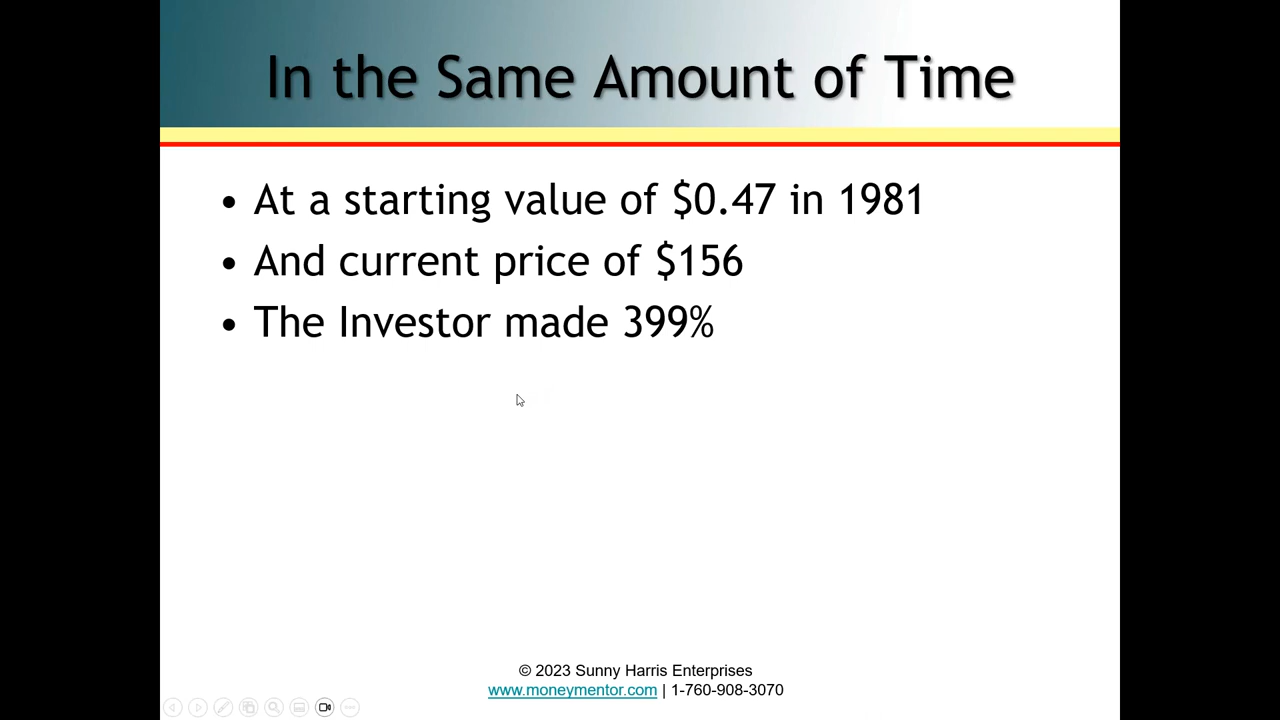 In the Same Amount of Time
• At a starting value of $0.47 in 1981
• And current price of $156
• The Investor made 399%
© 2023 Sunny Harris Enterprises
www.moneymentor.com | 1-760-908-3070